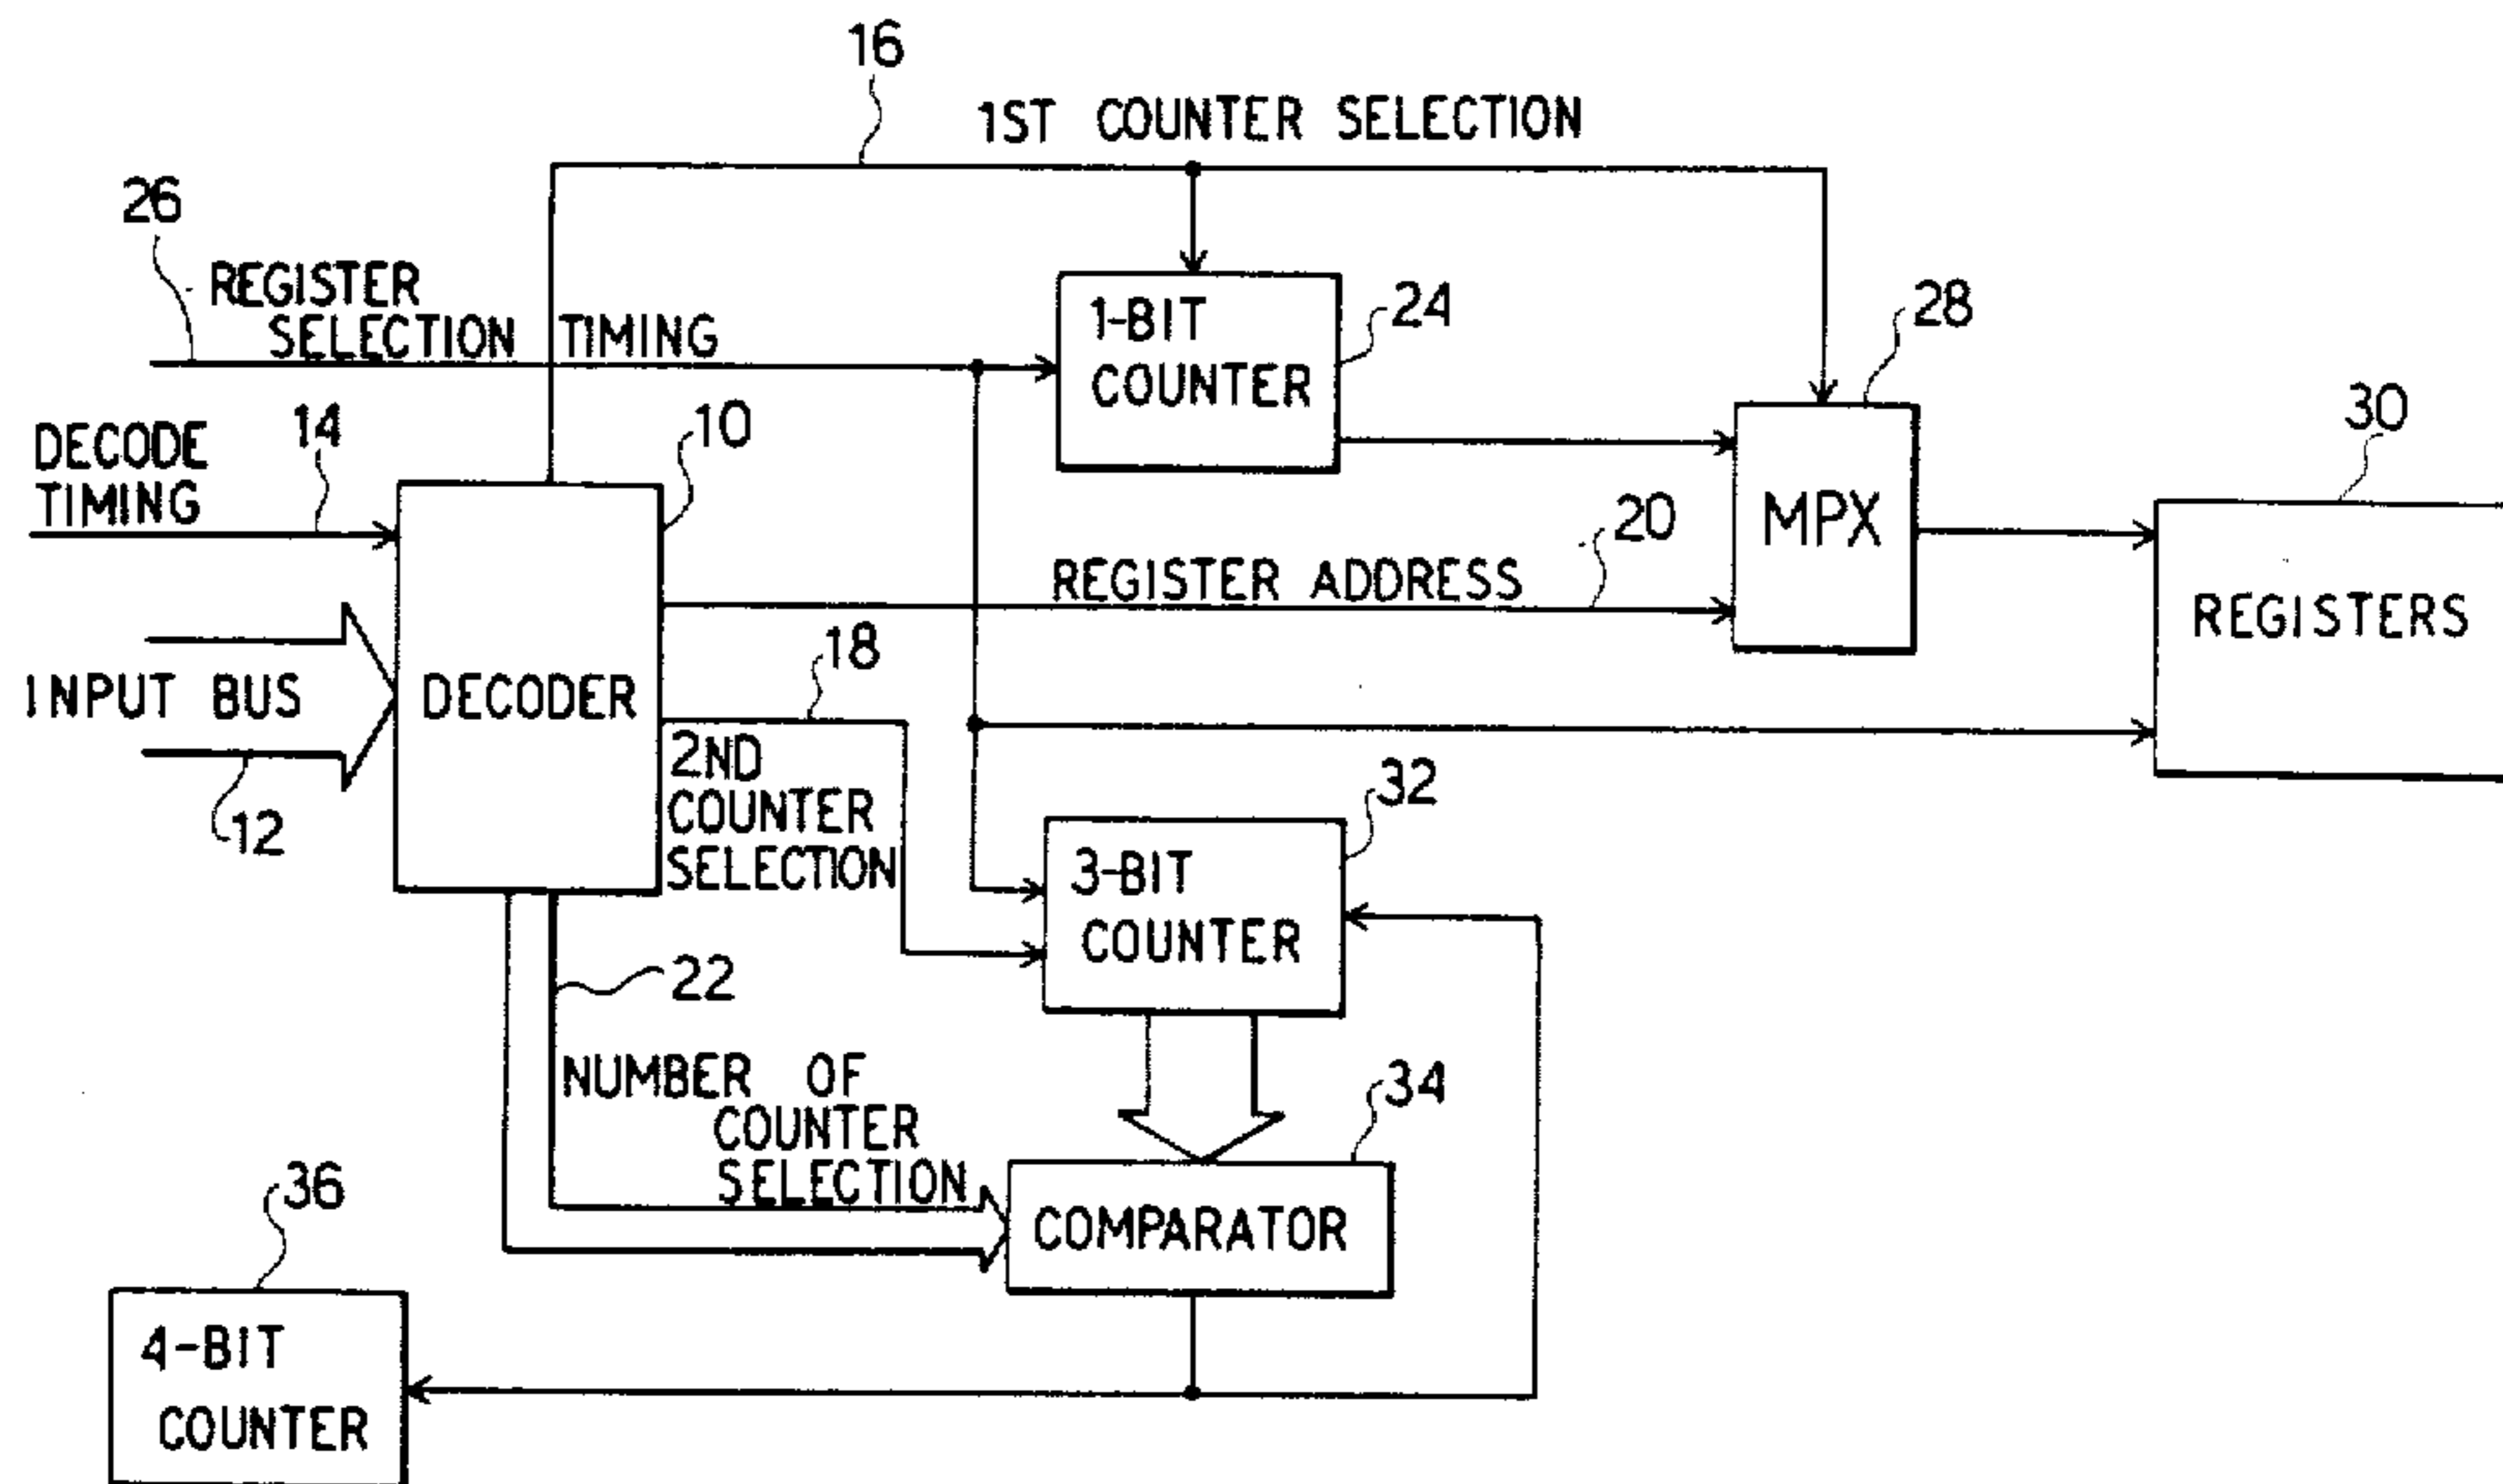 16
1ST COUNTER SELECTION
26
REGISTER
SELECTION TIMING
1-BIT
COUNTER
24
28
30
DECODE
TIMING
14
10
MPX
20
REGISTER ADDRESS
REGISTERS
18
INPUT BUS
DECODER
2ND
COUNTER
SELECTION
12
32
3-BIT
COUNTER
22
NUMBER OF
COUNTER
SELECTION
34
COMPARATOR
36
4-BIT
COUNTER